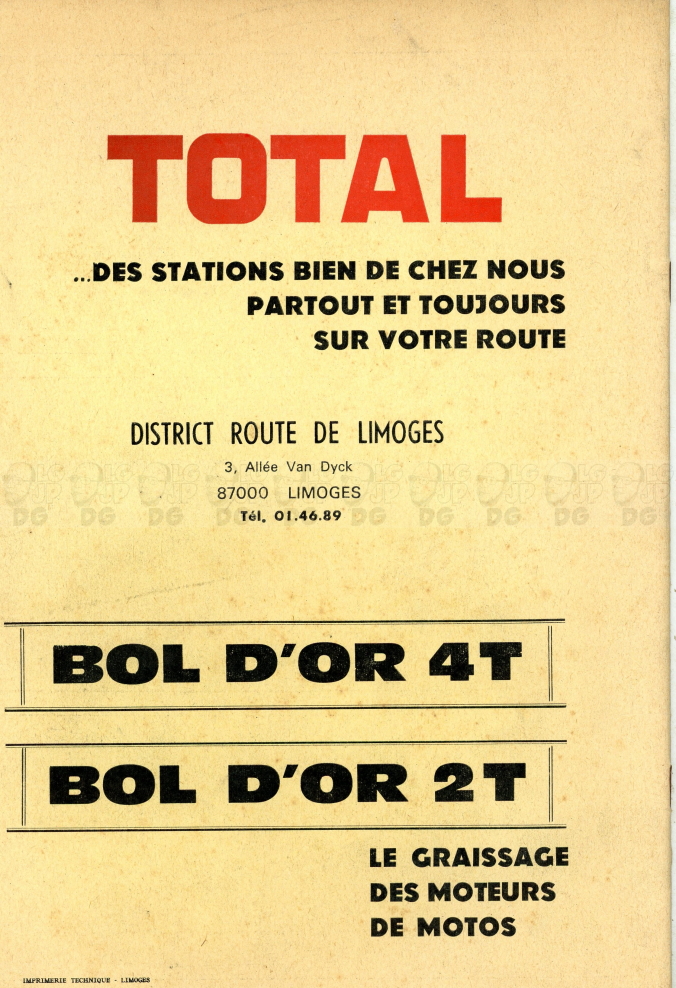 TOTAL
...DES STATIONS BIEN DE CHEZ NOUS
PARTOUT ET TOUJOURS
SUR VOTRE ROUTE
DISTRICT ROUTE DE LIMOGES
3, Allée Van Dyck
87000 LIMOGES
Tél. 01.46.89
BOL D'OR 4T
BOL D'OR 2T
LE GRAISSAGE
DES MOTEURS
DE MOTOS
IMPRIMERIE TECHNIQUE - LIMOGES